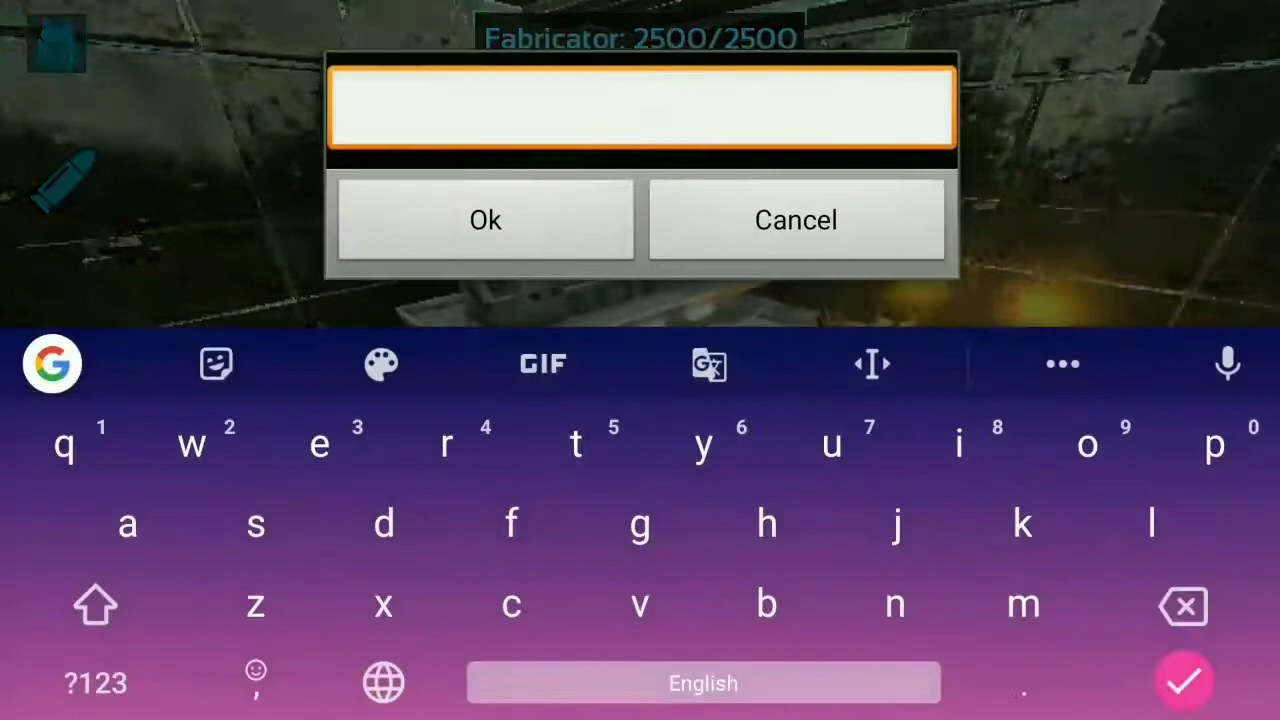 Fabricator: 2500/2500
Ok Cancel
G GIF G
q 1 w 2 e 3 r 4 t 5 y 6 u 7 i 8 o 9 p 0
a s d f g h j k l
z x c v b n m
?123 , English .